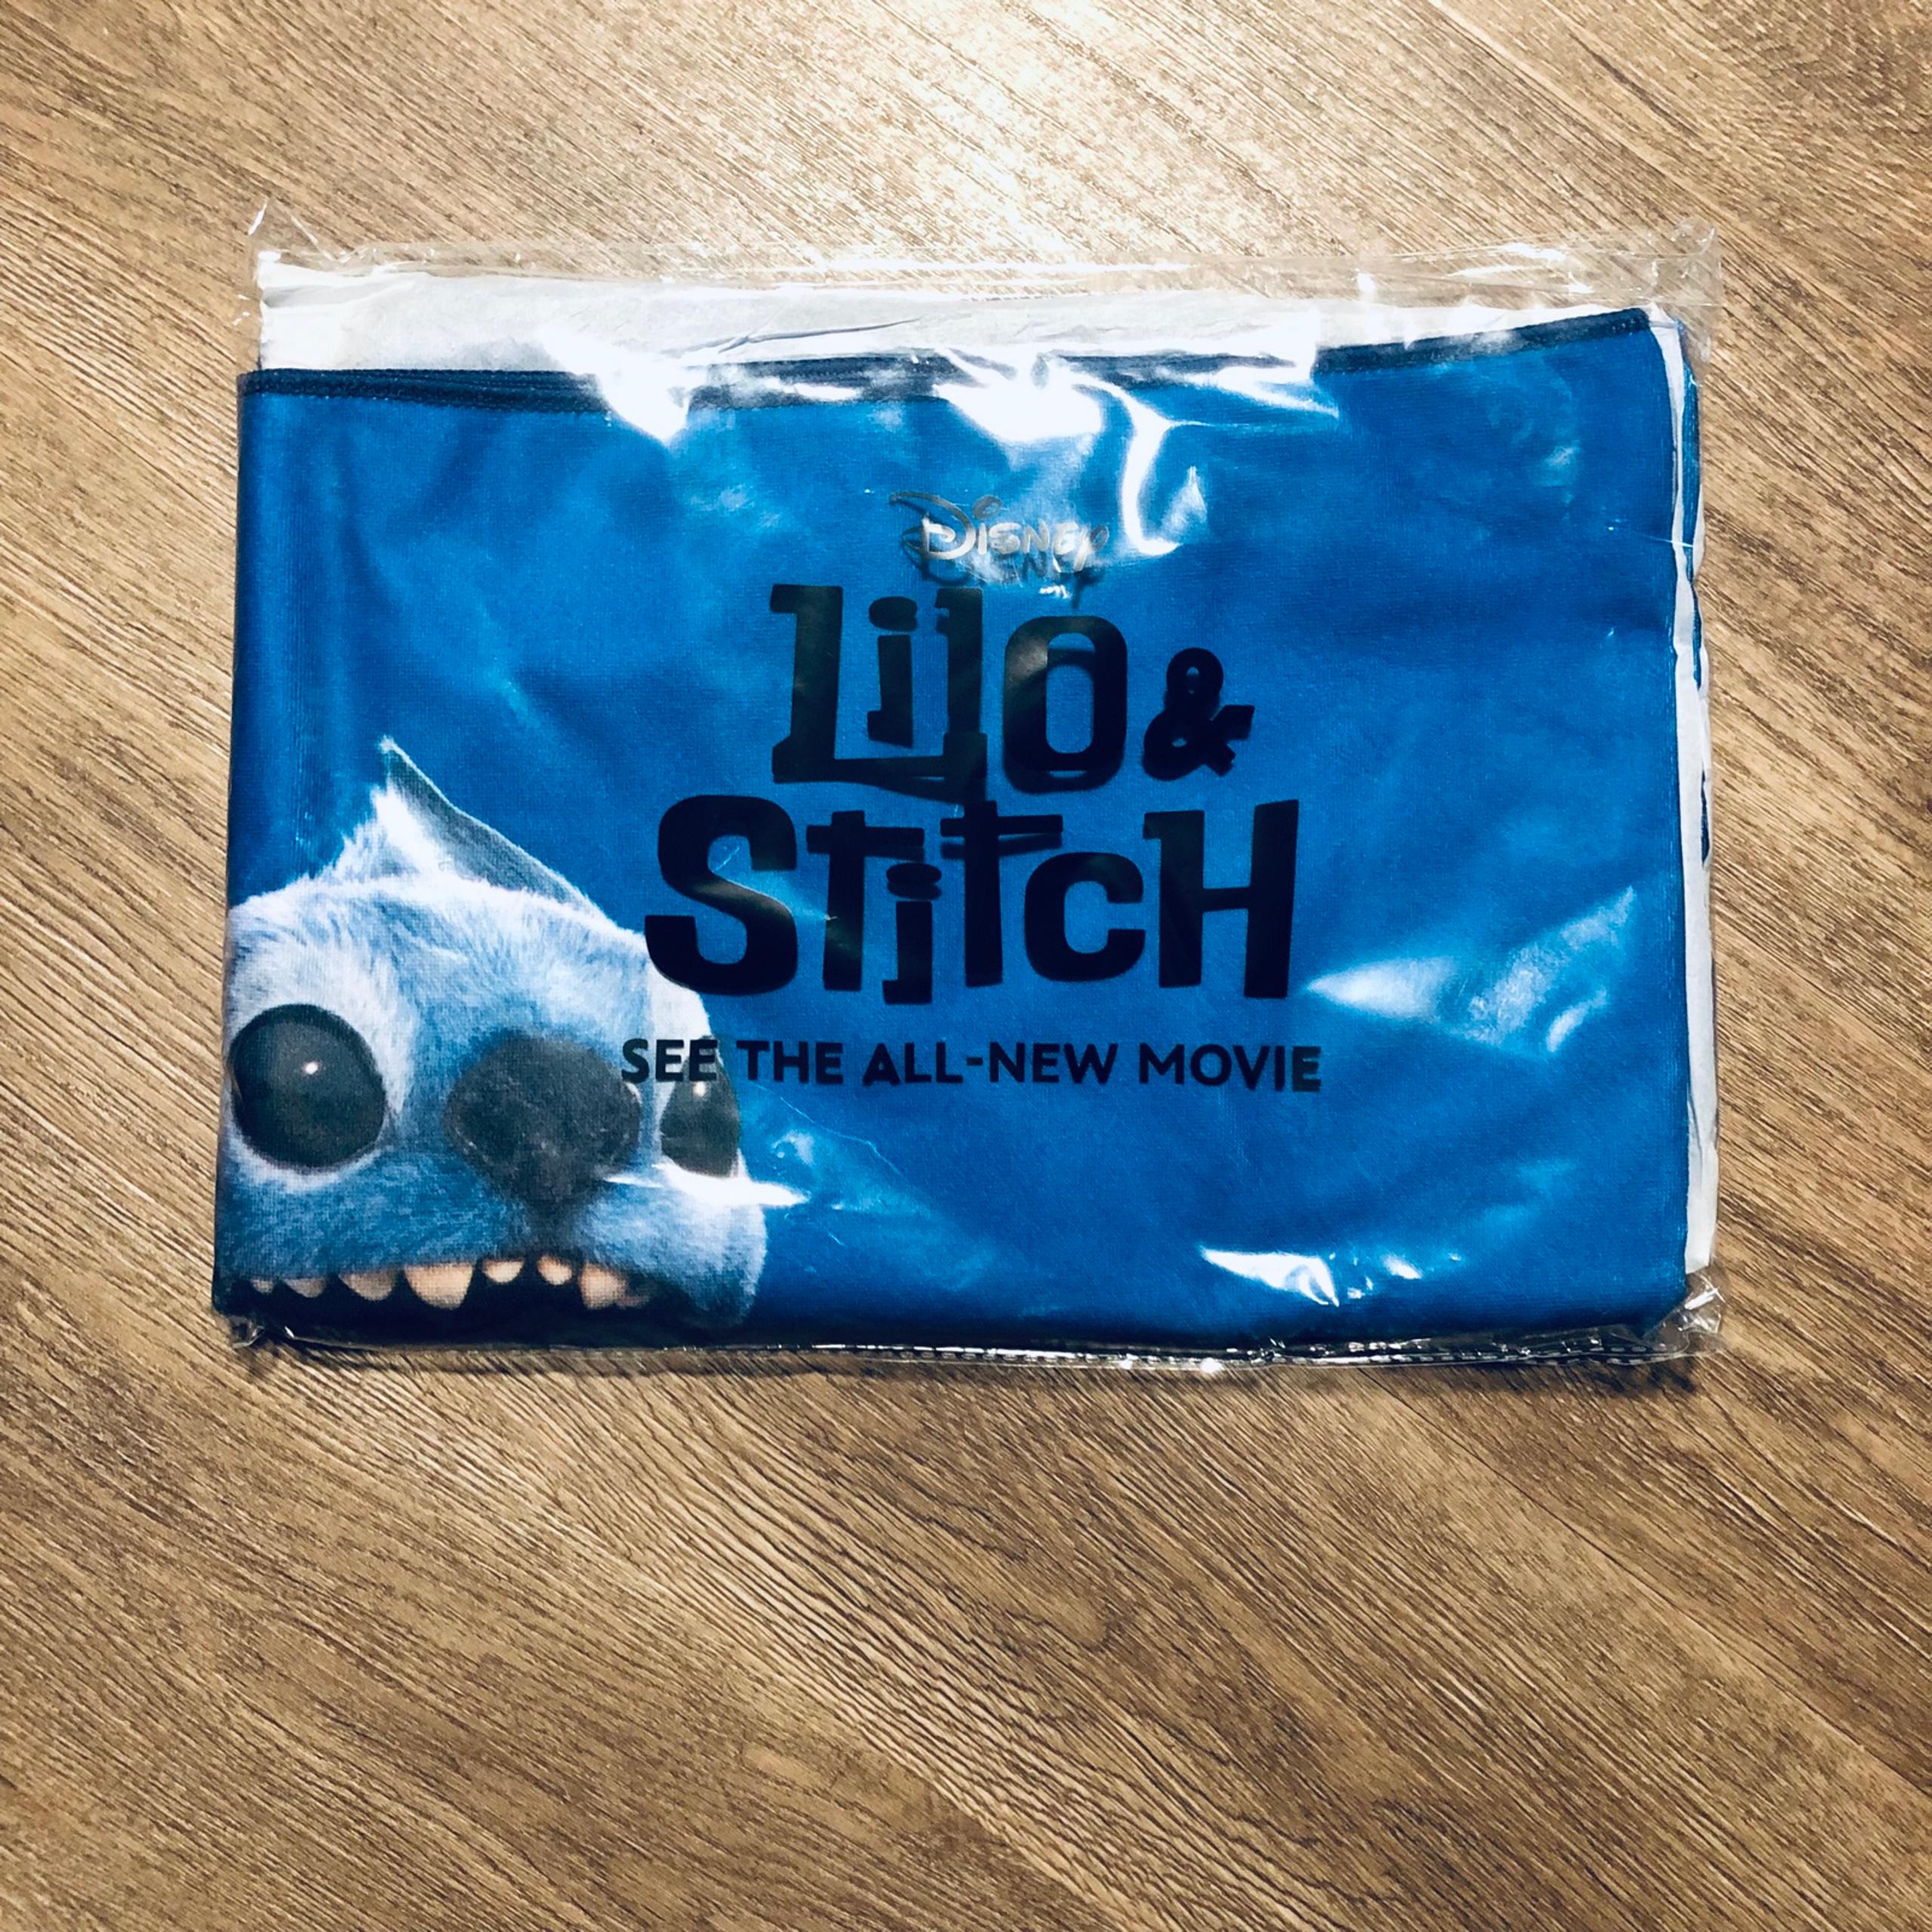 Disney
Lilo &
Stitch
SEE THE ALL-NEW MOVIE